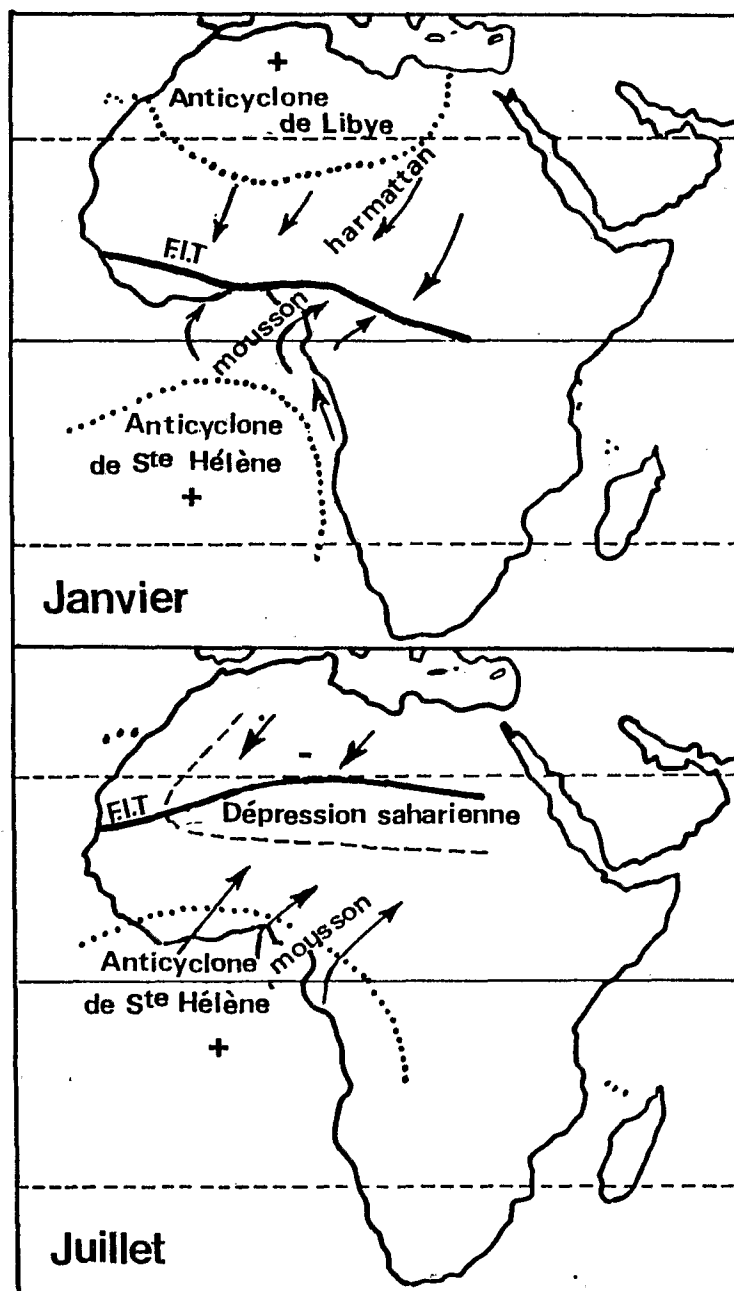 +
Anticyclone
de Libye
harmattan
F.I.T
mousson
Anticyclone
de Ste Hélène
+
Janvier
-
F.I.T
Dépression saharienne
mousson
Anticyclone
de Ste Hélène
+
Juillet